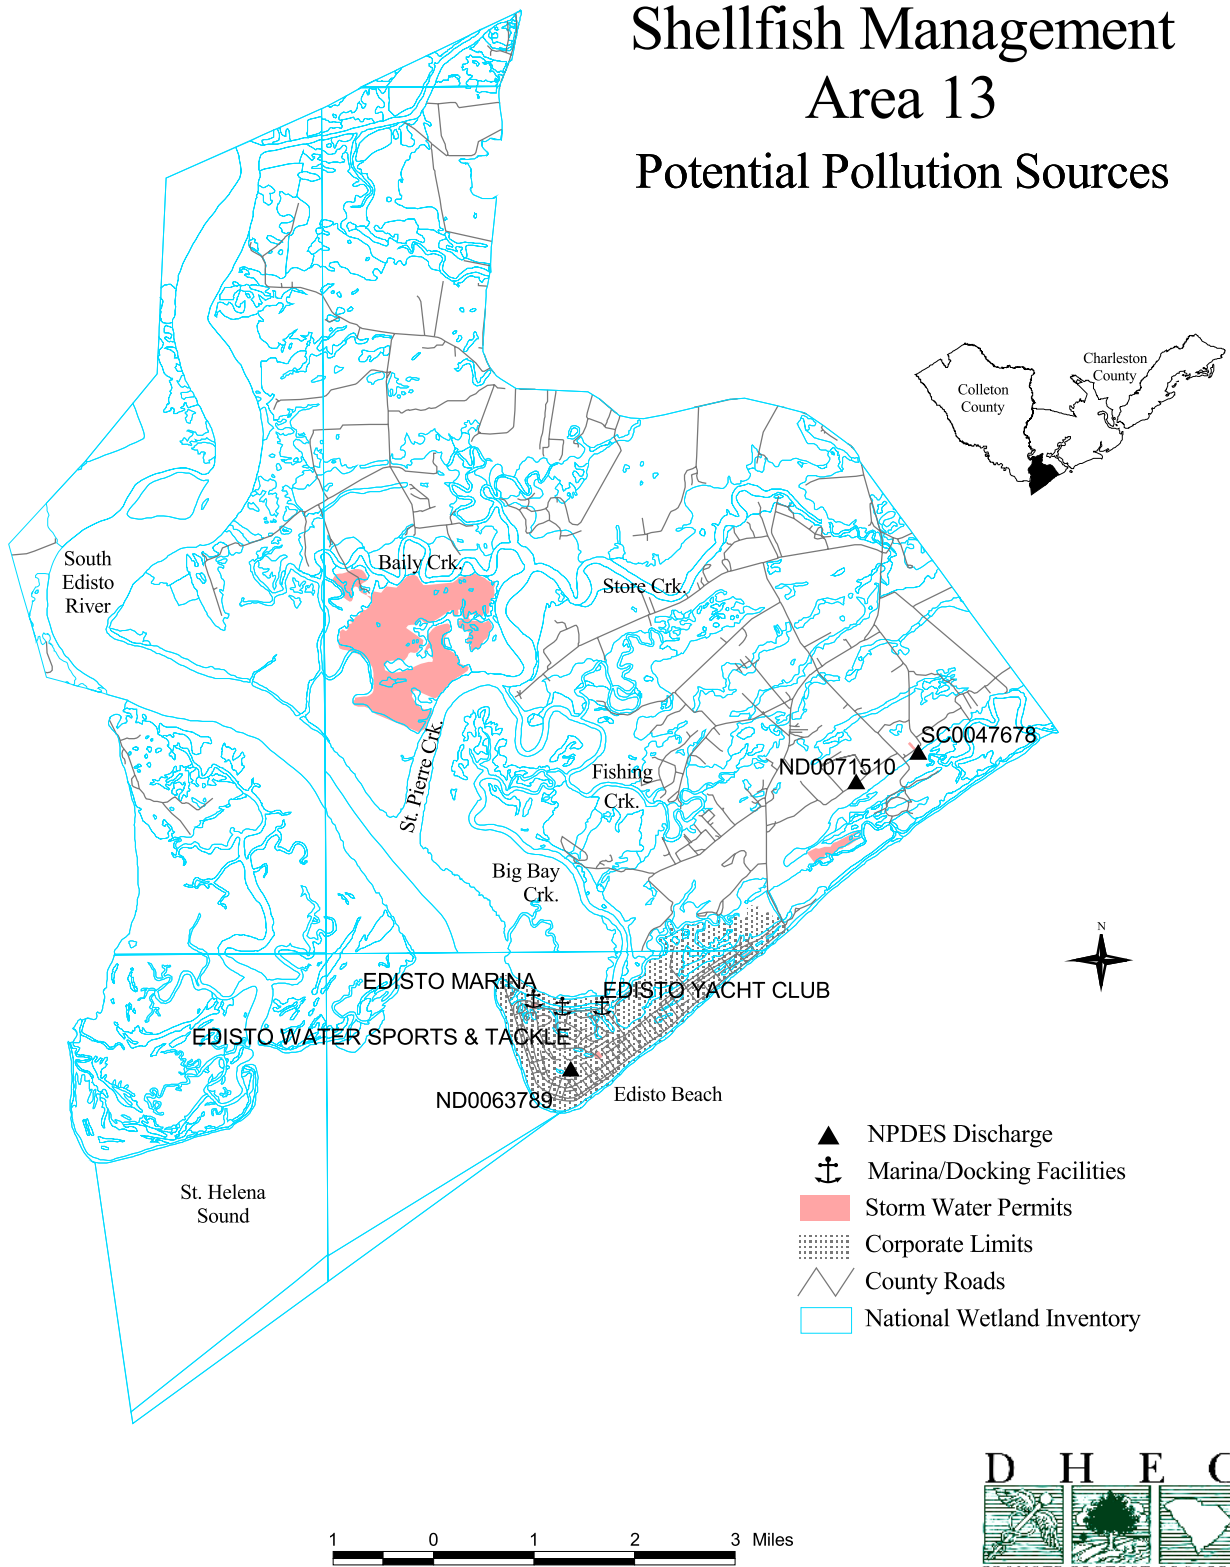 Shellfish Management
Area 13
Potential Pollution Sources
Charleston
County
Colleton
County
South
Edisto
River
Baily Crk.
Store Crk.
St. Pierre Crk.
SC0047678
ND0071510
Fishing
Crk.
Big Bay
Crk.
N
EDISTO MARINA
EDISTO YACHT CLUB
EDISTO WATER SPORTS & TACKLE
ND0063789
Edisto Beach
St. Helena
Sound
NPDES Discharge
Marina/Docking Facilities
Storm Water Permits
Corporate Limits
County Roads
National Wetland Inventory
D H E C
1 0 1 2 3 Miles